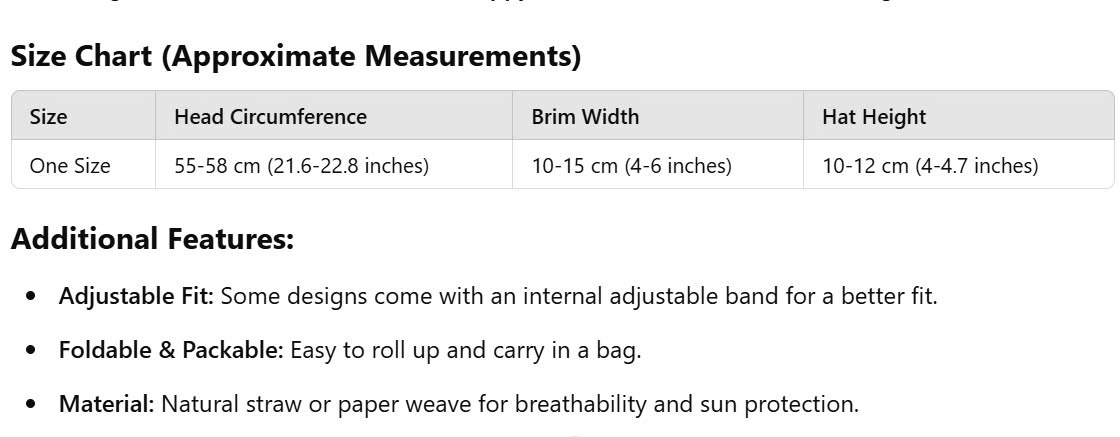 Size Chart (Approximate Measurements)
Size Head Circumference Brim Width Hat Height
One Size 55-58 cm (21.6-22.8 inches) 10-15 cm (4-6 inches) 10-12 cm (4-4.7 inches)
Additional Features:
• Adjustable Fit: Some designs come with an internal adjustable band for a better fit.
• Foldable & Packable: Easy to roll up and carry in a bag.
• Material: Natural straw or paper weave for breathability and sun protection.